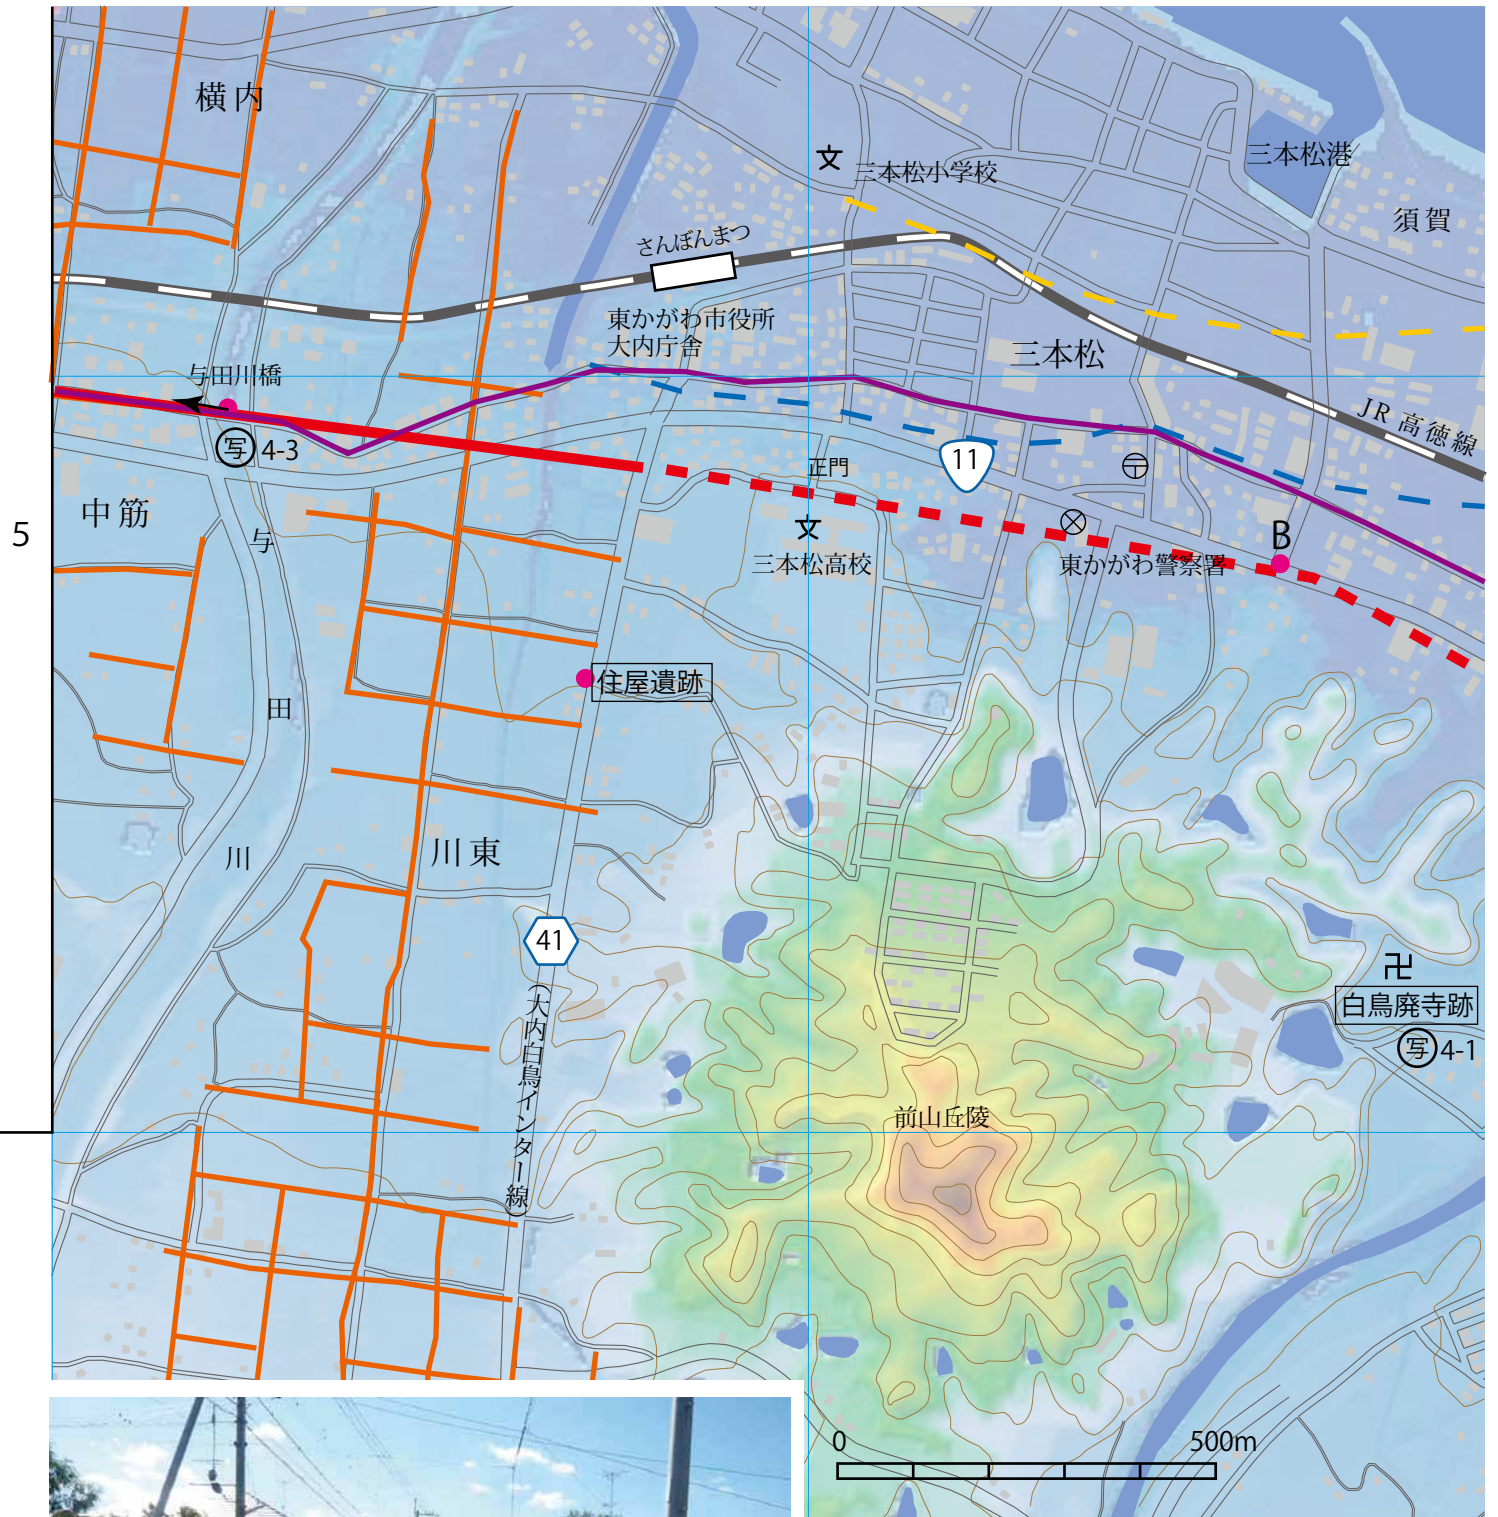 横内
三本松小学校
三本松港
須賀
さんぼんまつ
東かがわ市役所
大内庁舎
三本松
与田川橋
JR 高徳線
写 4-3
11
正門
〒
中筋
5
B
三本松高校
東かがわ警察署
与
田
川
住屋遺跡
川東
41
(大内白鳥インター線)
白鳥廃寺跡
写 4-1
前山丘陵
0
500m